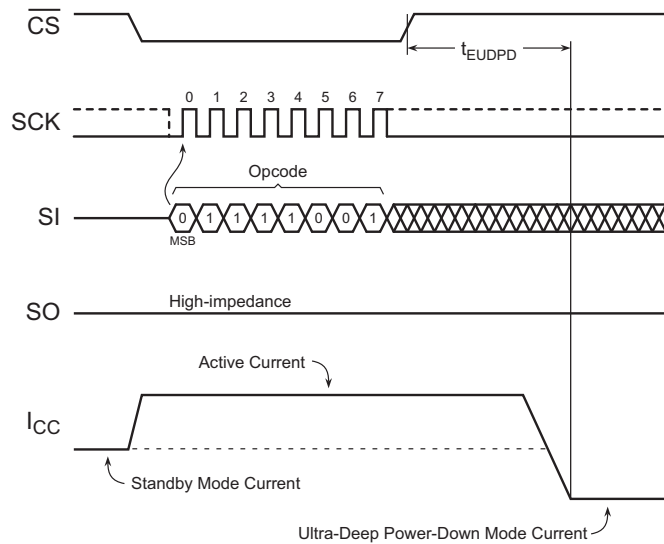 CS
tEUDPD
0 1 2 3 4 5 6 7
SCK
Opcode
SI
0 1 1 1 1 0 0 1
MSB
High-impedance
SO
Active Current
ICC
Standby Mode Current
Ultra-Deep Power-Down Mode Current